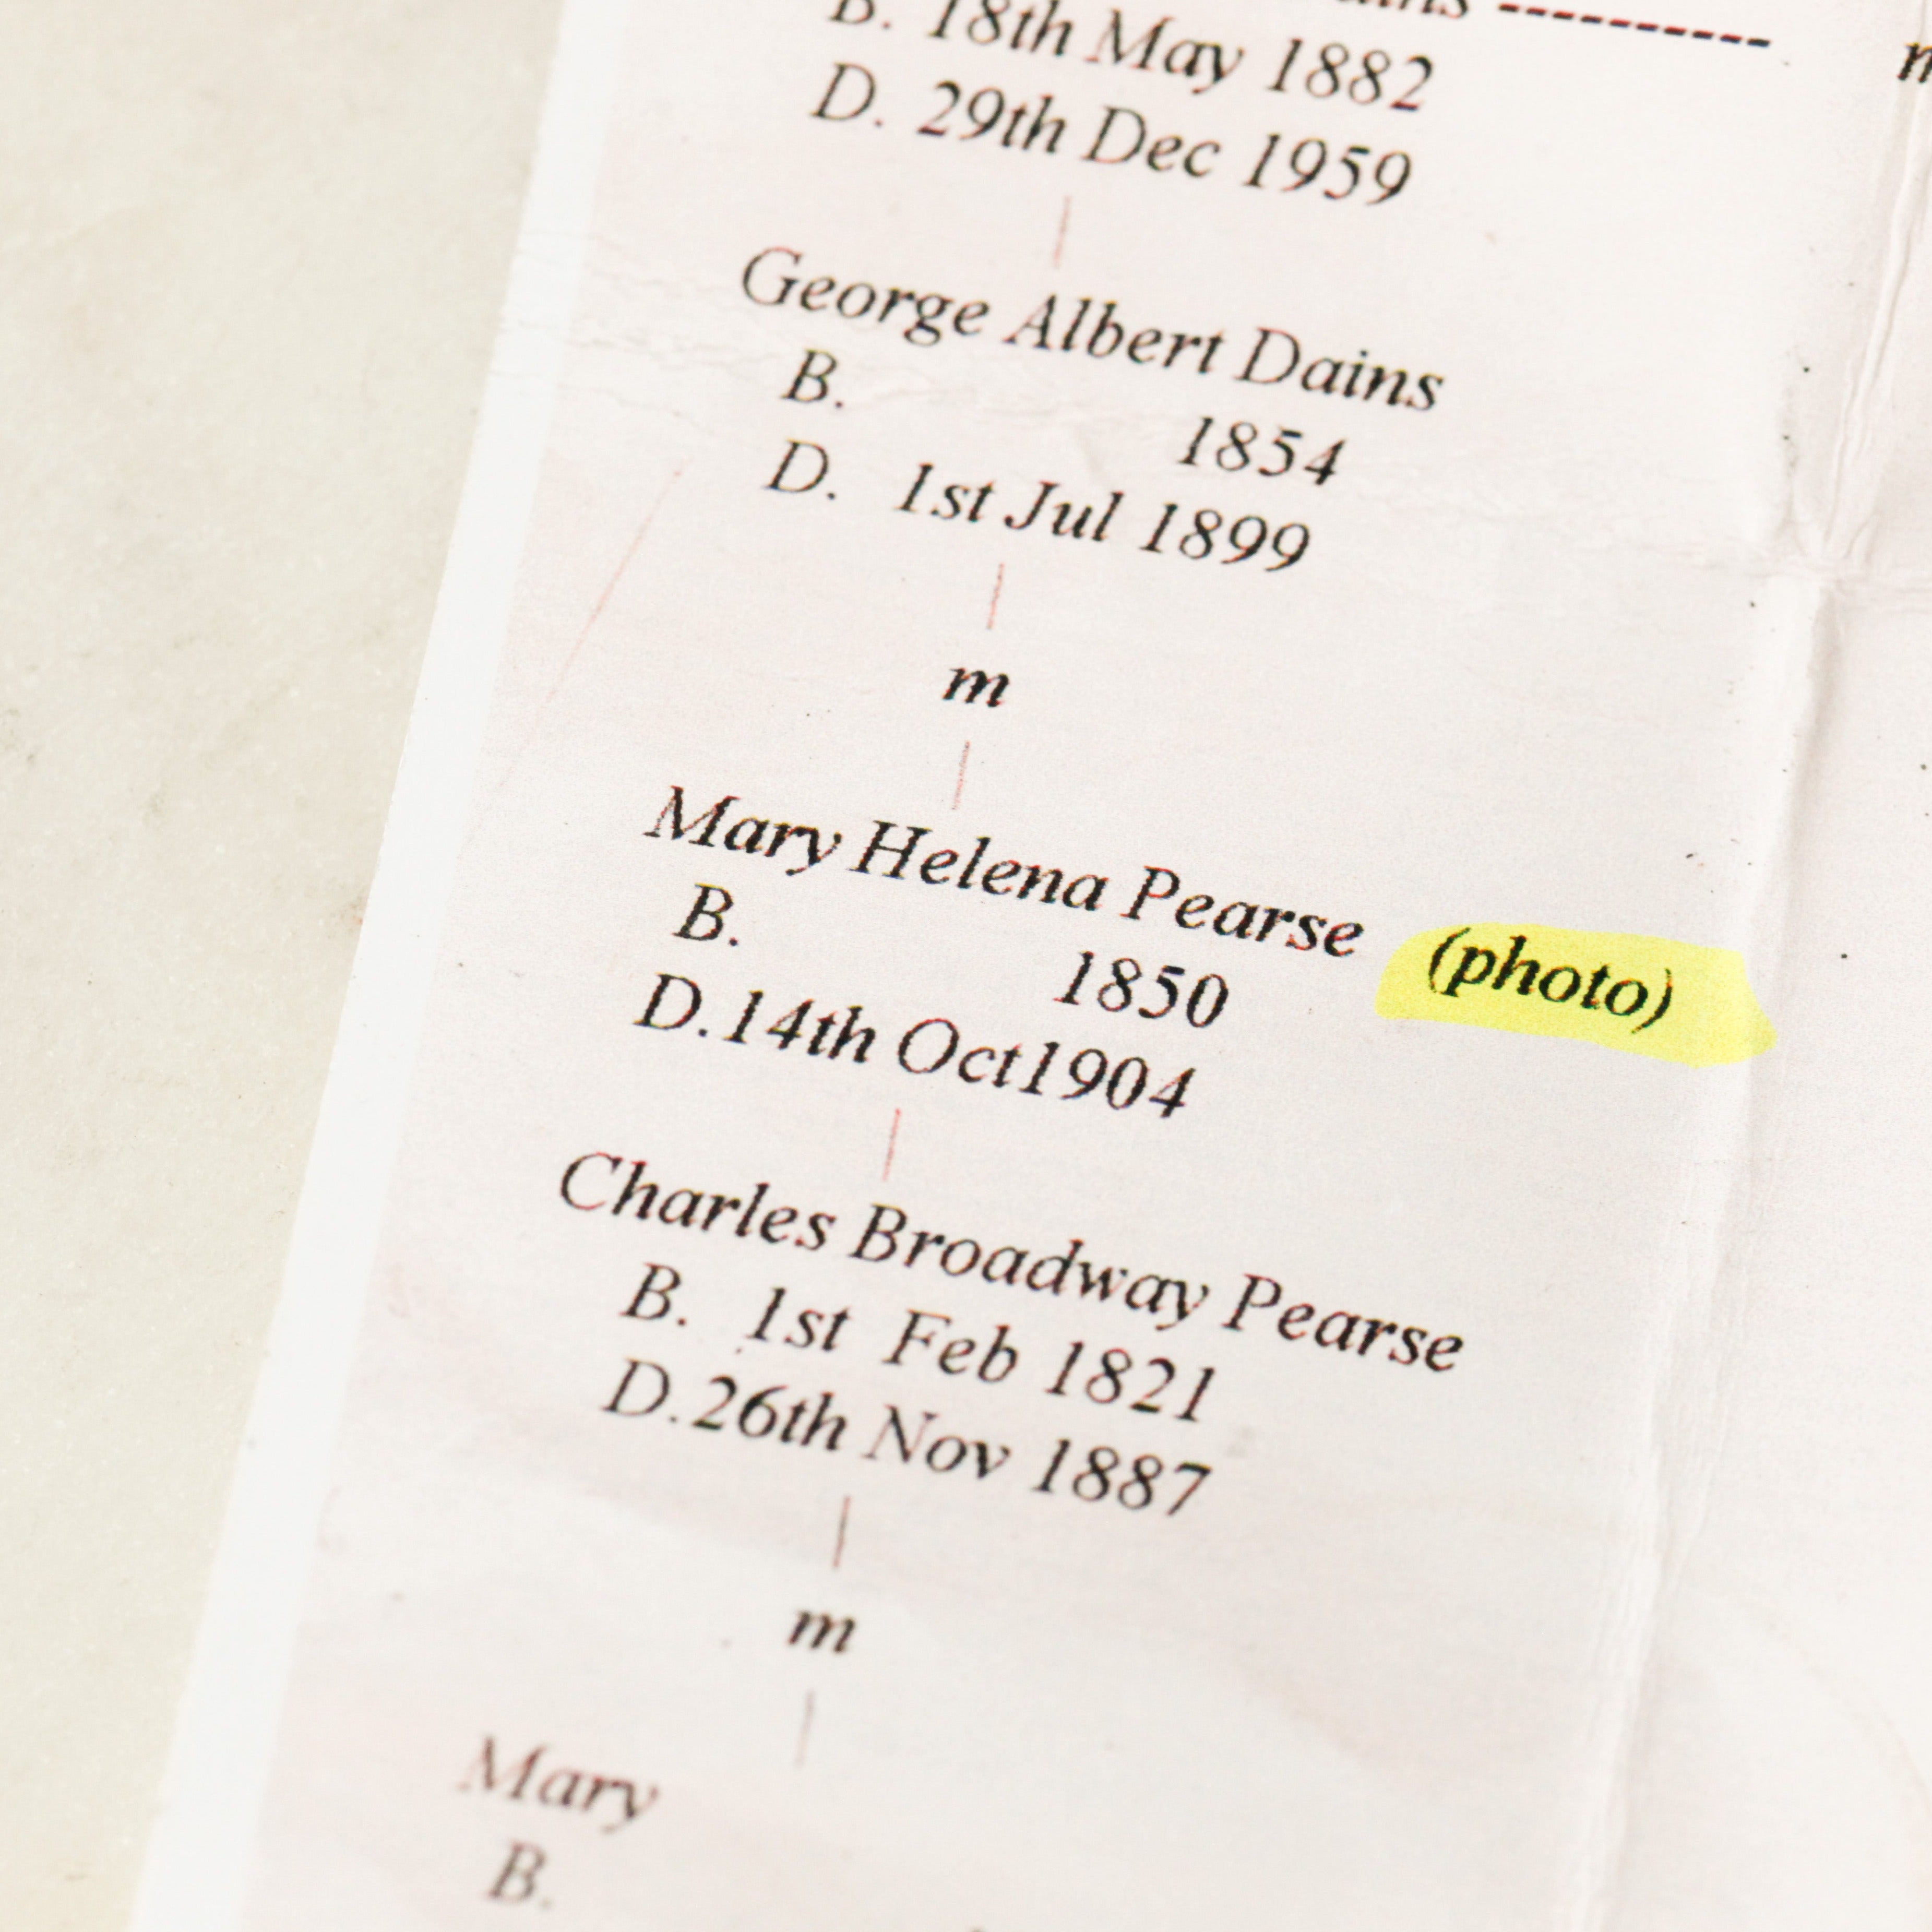 B. 18th May 1882
D. 29th Dec 1959
George Albert Dains
B.
1854
D. 1st Jul 1899
m
Mary Helena Pearse (photo)
B.
1850
D.14th Oct1904
Charles Broadway Pearse
B. 1st Feb 1821
D.26th Nov 1887
m
Mary
B.